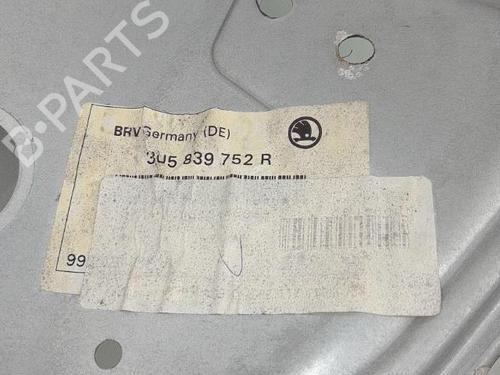 B-PARTS
BRV Germany (DE)
3U5 839 752 R
99